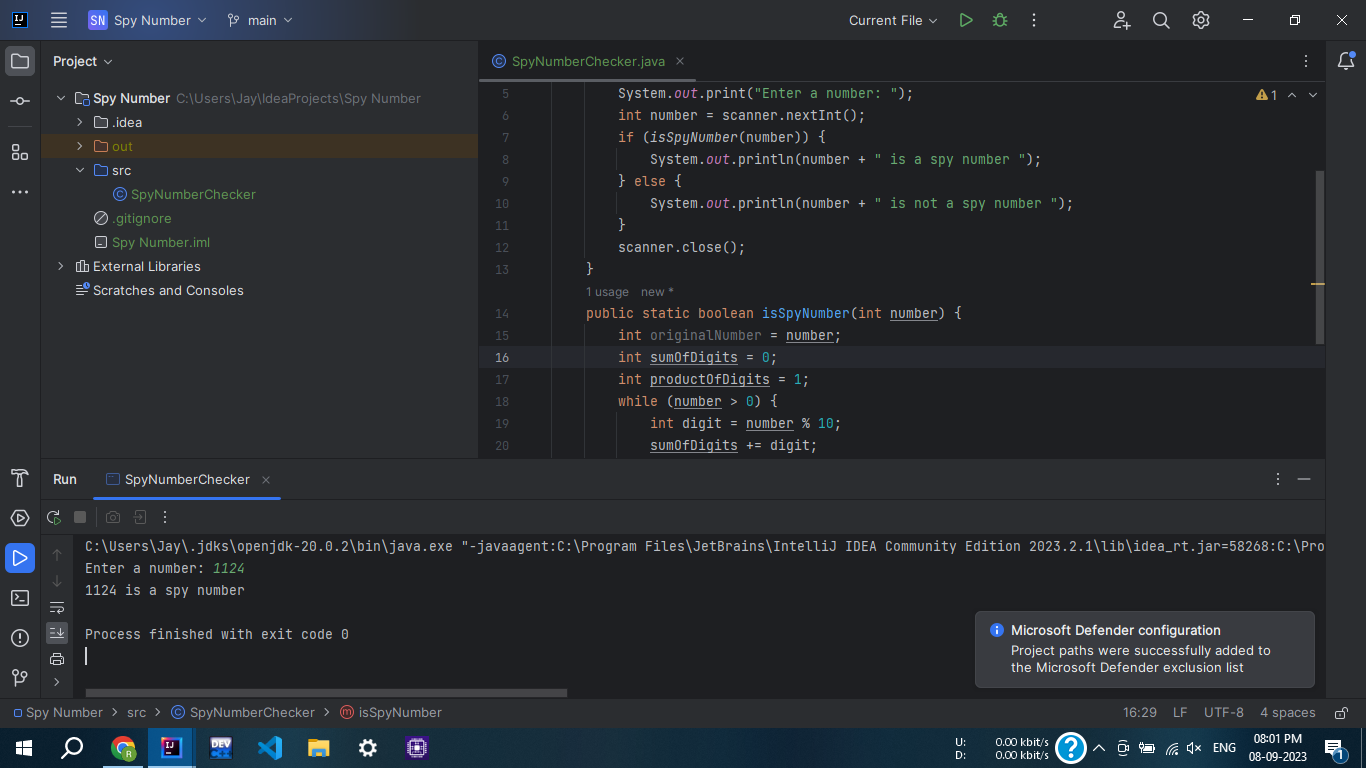 SN Spy Number main Current File
Project
Spy Number C:\Users\Jay\IdeaProjects\Spy Number
.idea
out
src
SpyNumberChecker
.gitignore
Spy Number.iml
External Libraries
Scratches and Consoles
SpyNumberChecker.java
1
5 System.out.print("Enter a number: ");
6 int number = scanner.nextInt();
7 if (isSpyNumber(number)) {
8 System.out.println(number + " is a spy number ");
9 } else {
10 System.out.println(number + " is not a spy number ");
11 }
12 scanner.close();
13 }
1 usage new *
14 public static boolean isSpyNumber(int number) {
15 int originalNumber = number;
16 int sumOfDigits = 0;
17 int productOfDigits = 1;
18 while (number > 0) {
19 int digit = number % 10;
20 sumOfDigits += digit;
Run SpyNumberChecker
C:\Users\Jay\.jdks\openjdk-20.0.2\bin\java.exe "-javaagent:C:\Program Files\JetBrains\IntelliJ IDEA Community Edition 2023.2.1\lib\idea_rt.jar=58268:C:\Pro
Enter a number: 1124
1124 is a spy number
Process finished with exit code 0
Microsoft Defender configuration
Project paths were successfully added to
the Microsoft Defender exclusion list
Spy Number > src > SpyNumberChecker > isSpyNumber 16:29 LF UTF-8 4 spaces
U: 0.00 kbit/s
D: 0.00 kbit/s
ENG
08:01 PM
08-09-2023
1